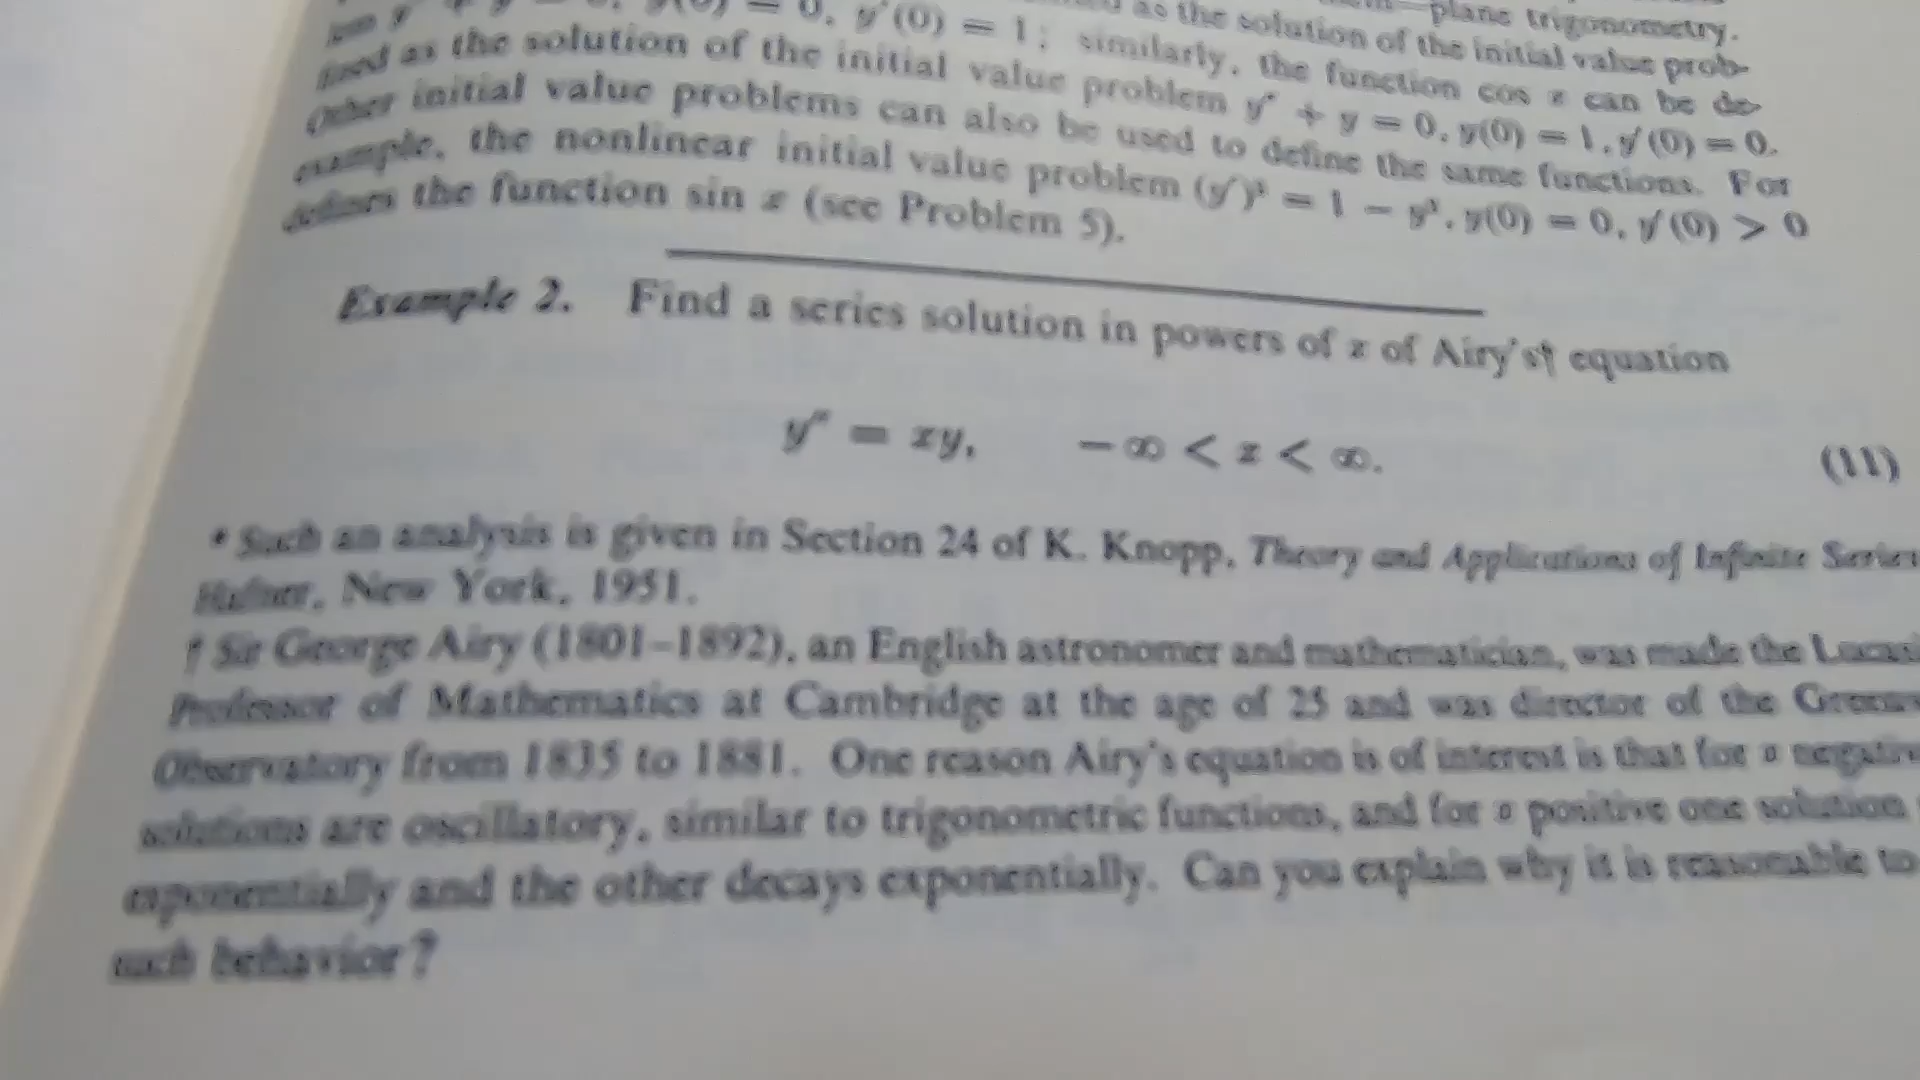 plane trigonometry.
as the solution of the initial value prob-
y'(0) = 1; similarly, the function cos x can be de-
fined as the solution of the initial value problem y'' + y = 0, y(0) = 1, y'(0) = 0.
Other initial value problems can also be used to define the same functions. For
example, the nonlinear initial value problem (y')² = 1 − y², y(0) = 0, y'(0) > 0
defines the function sin x (see Problem 5).
Example 2. Find a series solution in powers of x of Airy's† equation
y'' = xy, −∞ < x < ∞. (11)
* Such an analysis is given in Section 24 of K. Knopp, Theory and Applications of Infinite Series
Hafner, New York, 1951.
† Sir George Airy (1801–1892), an English astronomer and mathematician, was made the
Professor of Mathematics at Cambridge at the age of 25 and was director of the
Observatory from 1835 to 1881. One reason Airy's equation is of interest is that for x
solutions are oscillatory, similar to trigonometric functions, and for x positive one solution
exponentially and the other decays exponentially. Can you explain why it is reasonable to
such behavior?